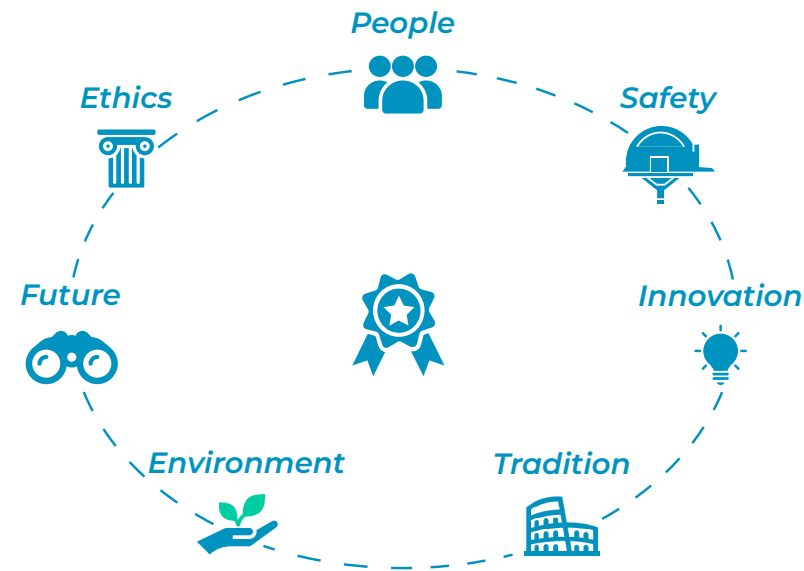 People
Ethics
Safety
Future
Innovation
Environment
Tradition